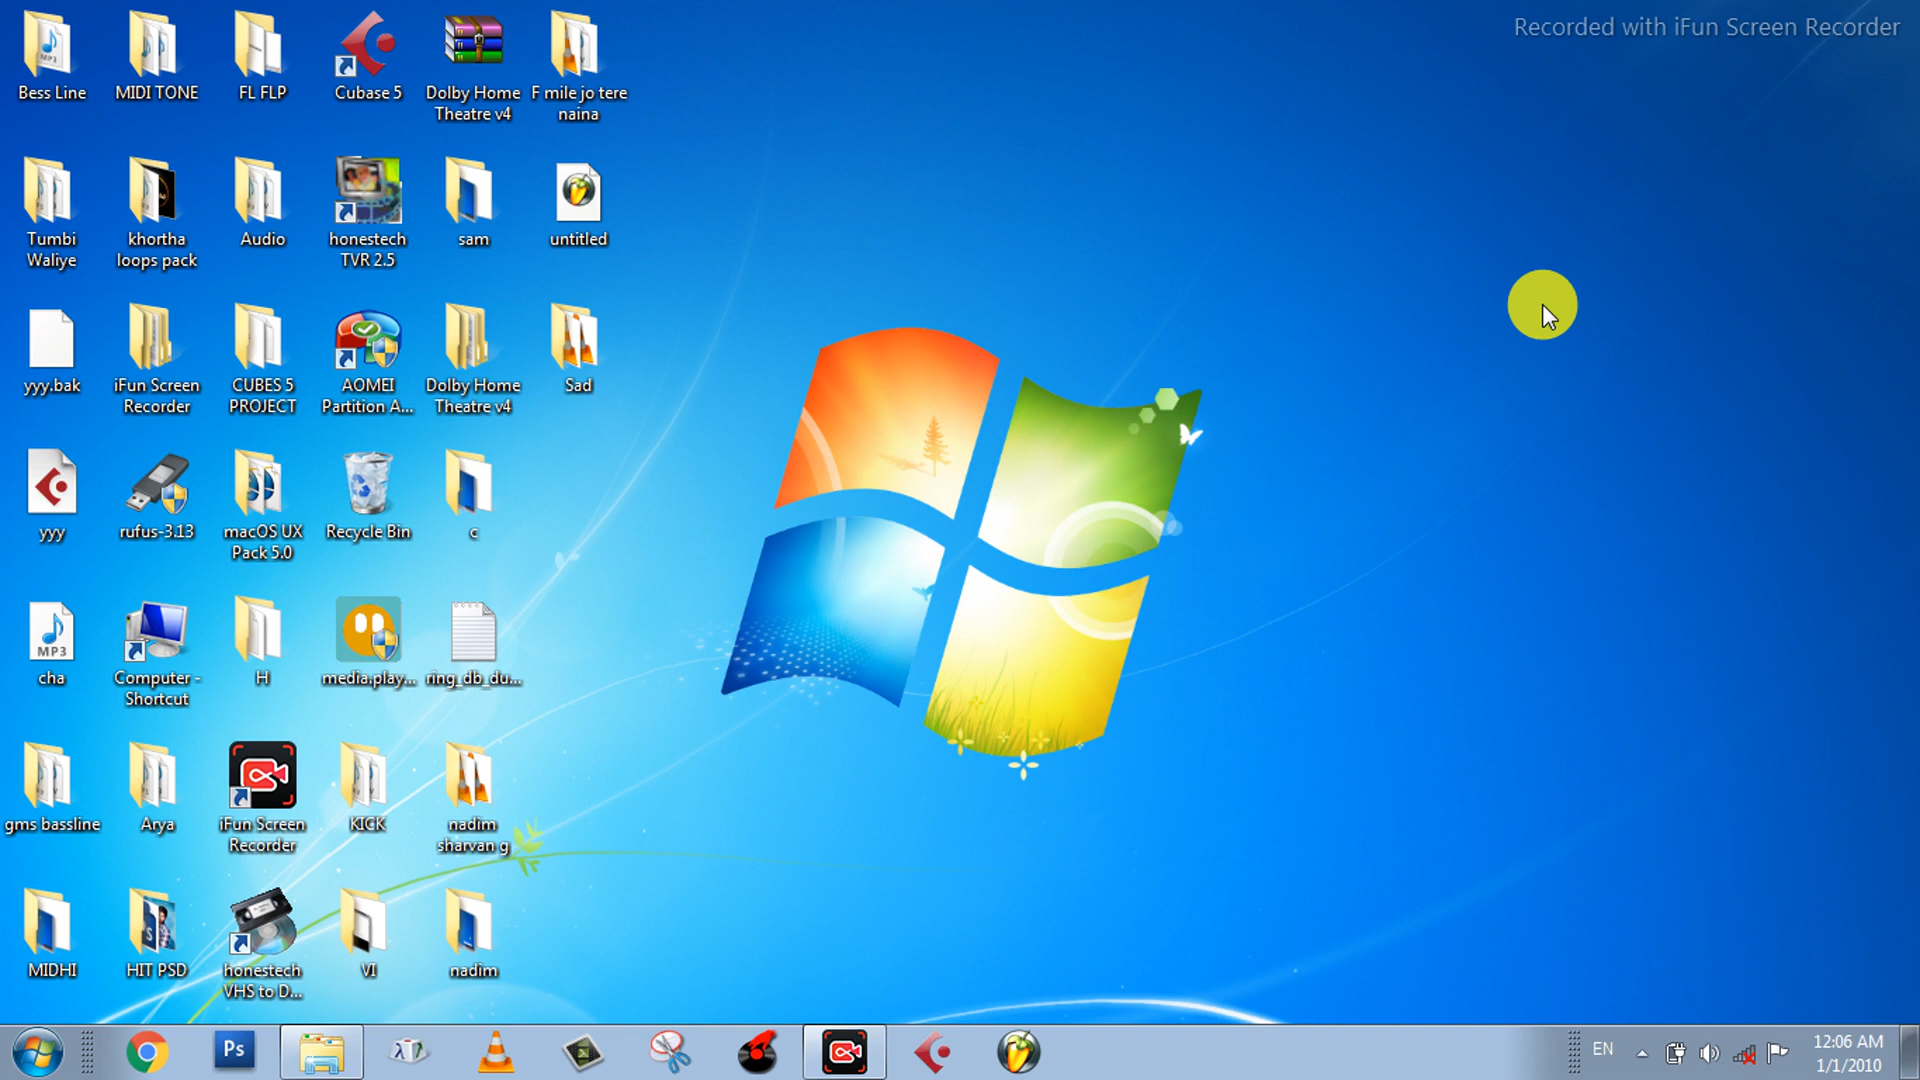 Recorded with iFun Screen Recorder
Bess Line
MIDI TONE
FL FLP
Cubase 5
Dolby Home
Theatre v4
F mile jo tere
naina
Tumbi
Waliye
khortha
loops pack
Audio
honestech
TVR 2.5
sam
untitled
yyy.bak
iFun Screen
Recorder
CUBES 5
PROJECT
AOMEI
Partition A...
Dolby Home
Theatre v4
Sad
yyy
rufus-3.13
macOS UX
Pack 5.0
Recycle Bin
c
MP3
cha
Computer -
Shortcut
H
media.play...
ring_db_du...
gms bassline
Arya
iFun Screen
Recorder
KICK
nadim
sharvan g
MIDHI
HIT PSD
honestech
VHS to D...
VI
nadim
Ps
EN
12:06 AM
1/1/2010